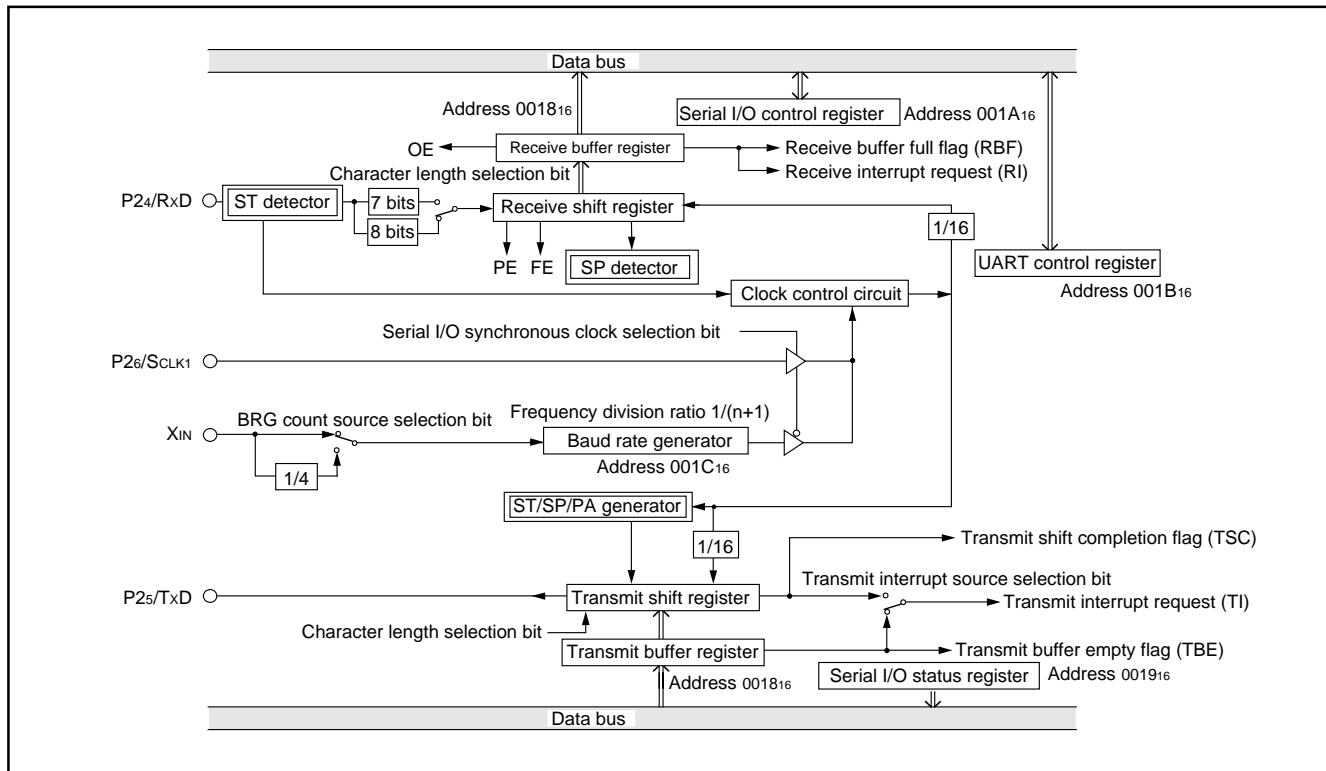 Data bus
Address 0018₁₆
Serial I/O control register
Address 001A₁₆
OE
Receive buffer register
Receive buffer full flag (RBF)
Receive interrupt request (RI)
Character length selection bit
P2₄/RxD
ST detector
7 bits
8 bits
Receive shift register
1/16
PE
FE
SP detector
UART control register
Address 001B₁₆
Clock control circuit
Serial I/O synchronous clock selection bit
P2₆/SCLK1
BRG count source selection bit
Frequency division ratio 1/(n+1)
XIN
Baud rate generator
1/4
Address 001C₁₆
ST/SP/PA generator
1/16
Transmit shift completion flag (TSC)
Transmit interrupt source selection bit
P2₅/TxD
Transmit shift register
Transmit interrupt request (TI)
Character length selection bit
Transmit buffer register
Transmit buffer empty flag (TBE)
Address 0018₁₆
Serial I/O status register
Address 0019₁₆
Data bus